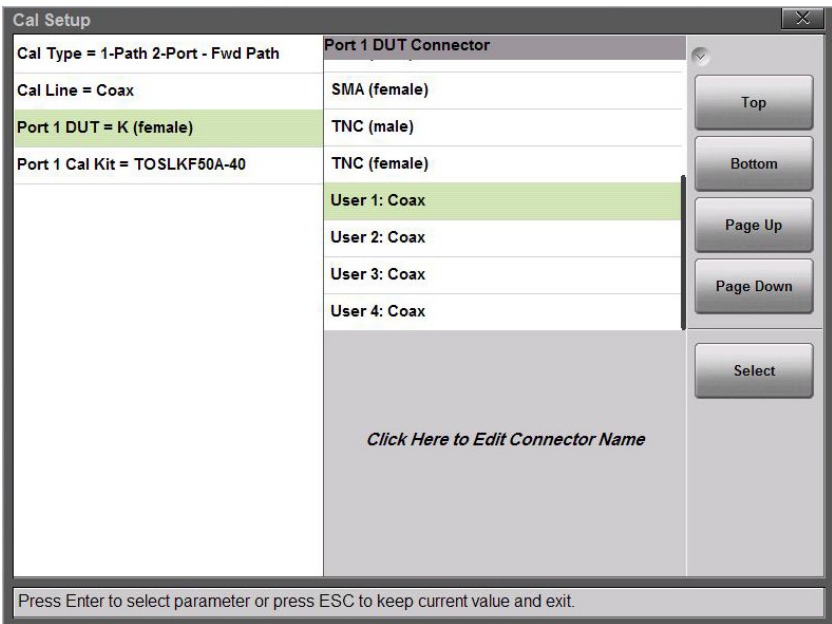 Cal Setup
Cal Type = 1-Path 2-Port - Fwd Path
Cal Line = Coax
Port 1 DUT = K (female)
Port 1 Cal Kit = TOSLKF50A-40
Port 1 DUT Connector
SMA (female)
TNC (male)
TNC (female)
User 1: Coax
User 2: Coax
User 3: Coax
User 4: Coax
Click Here to Edit Connector Name
Top
Bottom
Page Up
Page Down
Select
Press Enter to select parameter or press ESC to keep current value and exit.